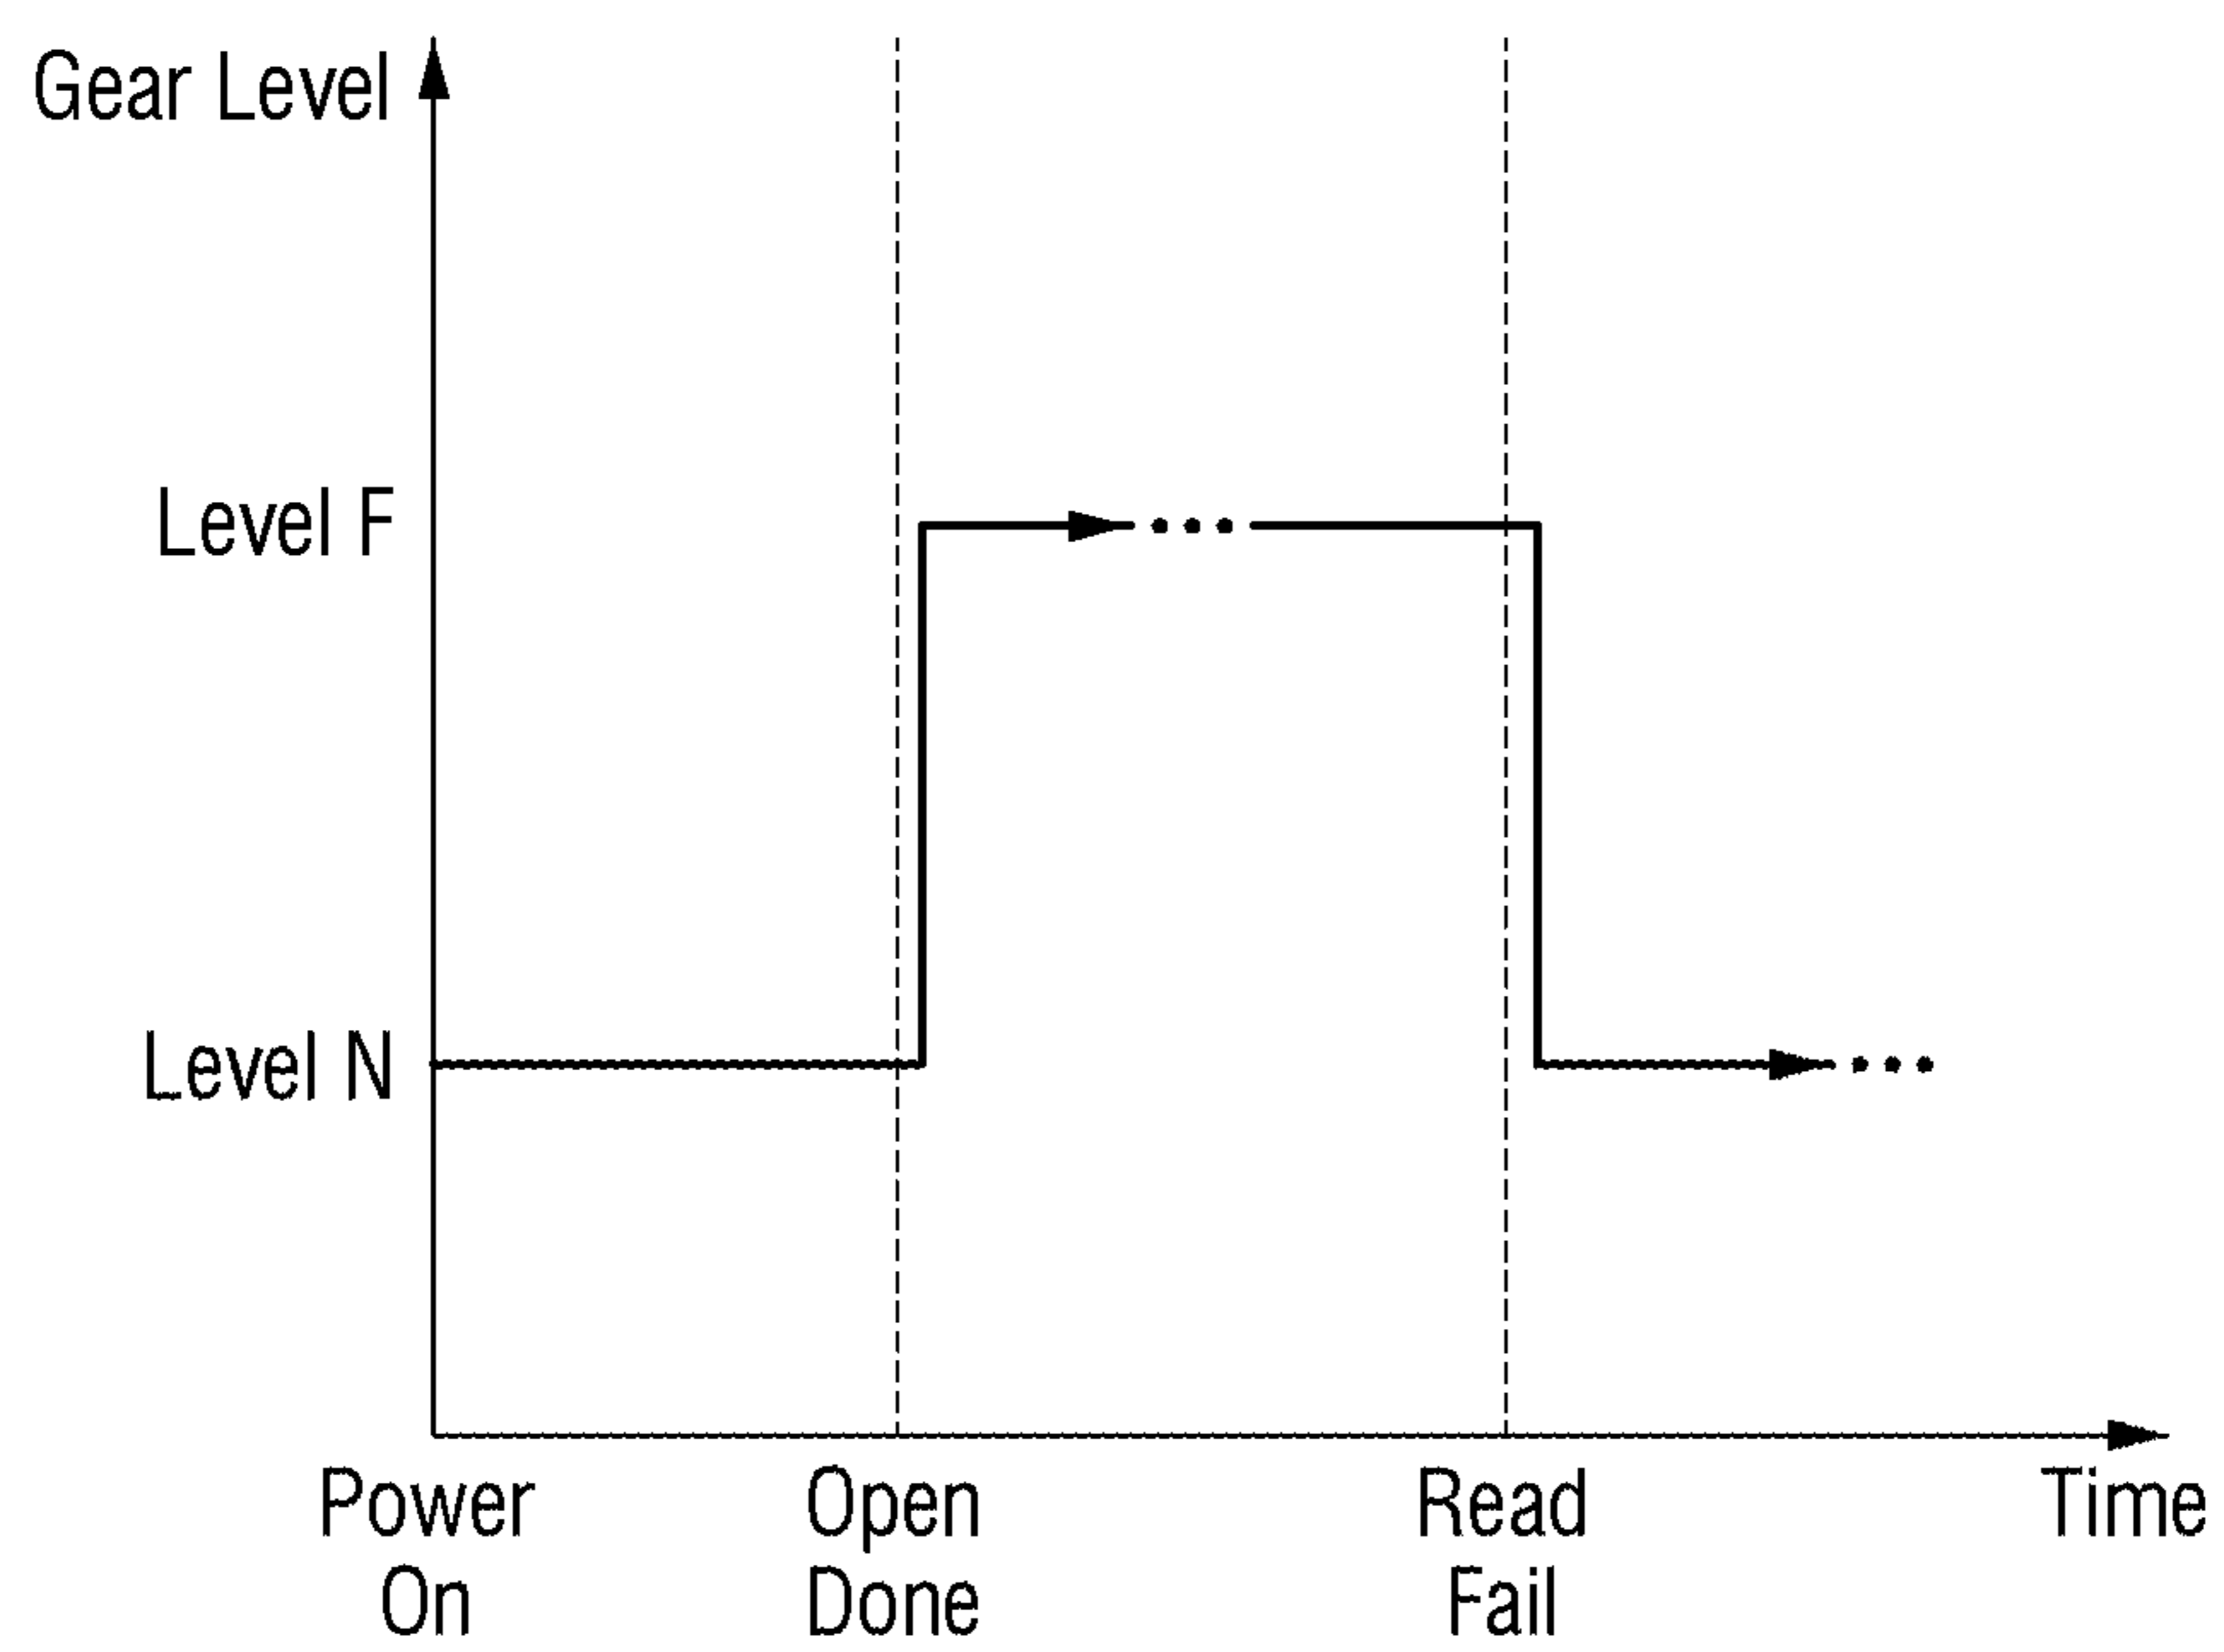 Gear Level
Level F
Level N
Power
On
Open
Done
Read
Fail
Time